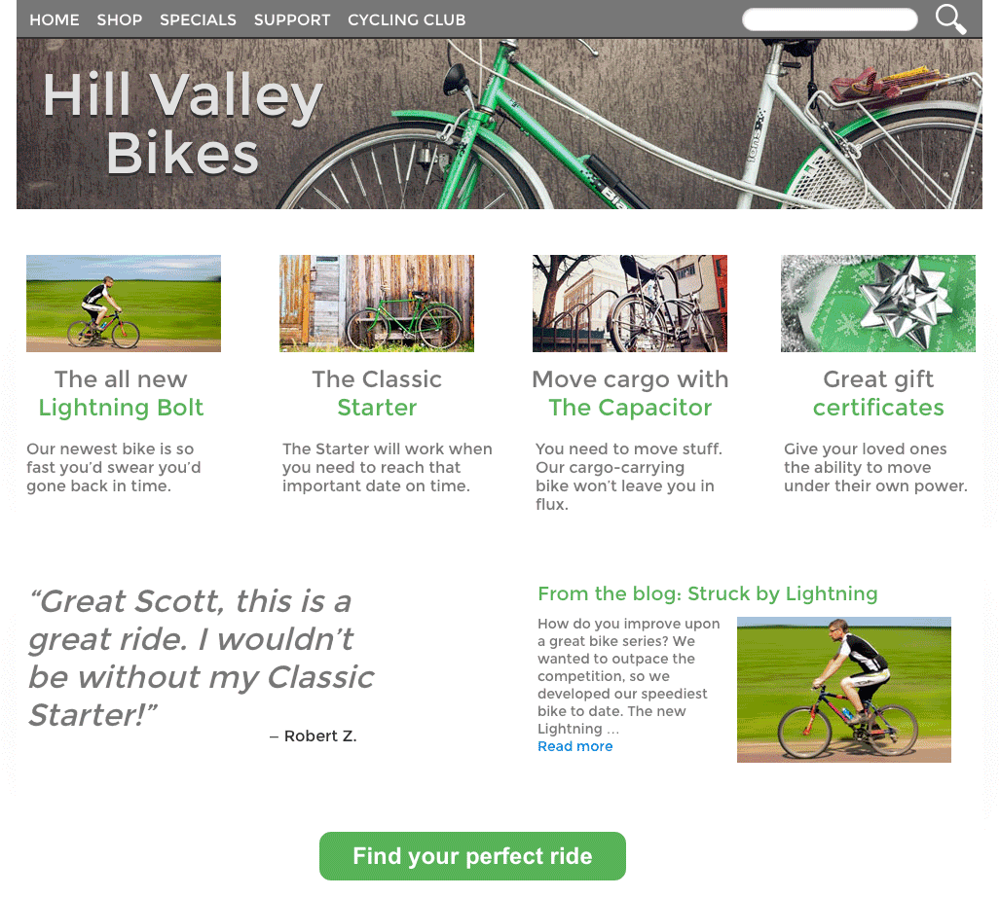 HOME SHOP SPECIALS SUPPORT CYCLING CLUB
Hill Valley
Bikes
The all new
Lightning Bolt
Our newest bike is so
fast you’d swear you’d
gone back in time.
The Classic
Starter
The Starter will work when
you need to reach that
important date on time.
Move cargo with
The Capacitor
You need to move stuff.
Our cargo-carrying
bike won’t leave you in
flux.
Great gift
certificates
Give your loved ones
the ability to move
under their own power.
“Great Scott, this is a
great ride. I wouldn’t
be without my Classic
Starter!”
– Robert Z.
From the blog: Struck by Lightning
How do you improve upon
a great bike series? We
wanted to outpace the
competition, so we
developed our speediest
bike to date. The new
Lightning …
Read more
Find your perfect ride